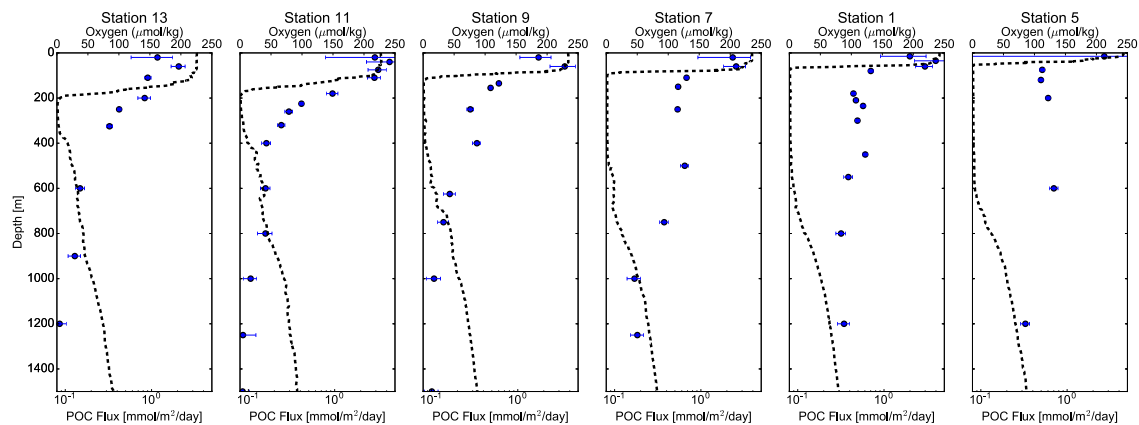 Station 13 Station 11 Station 9 Station 7 Station 1 Station 5
Oxygen (μmol/kg) Oxygen (μmol/kg) Oxygen (μmol/kg) Oxygen (μmol/kg) Oxygen (μmol/kg) Oxygen (μmol/kg)
0 50 100 150 200 250 0 50 100 150 200 250 0 50 100 150 200 250 0 50 100 150 200 250 0 50 100 150 200 250 0 50 100 150 200 250
0
200
400
600
Depth [m]
800
1000
1200
1400
10⁻¹ 10⁰ 10⁻¹ 10⁰ 10⁻¹ 10⁰ 10⁻¹ 10⁰ 10⁻¹ 10⁰ 10⁻¹ 10⁰
POC Flux [mmol/m²/day] POC Flux [mmol/m²/day] POC Flux [mmol/m²/day] POC Flux [mmol/m²/day] POC Flux [mmol/m²/day] POC Flux [mmol/m²/day]